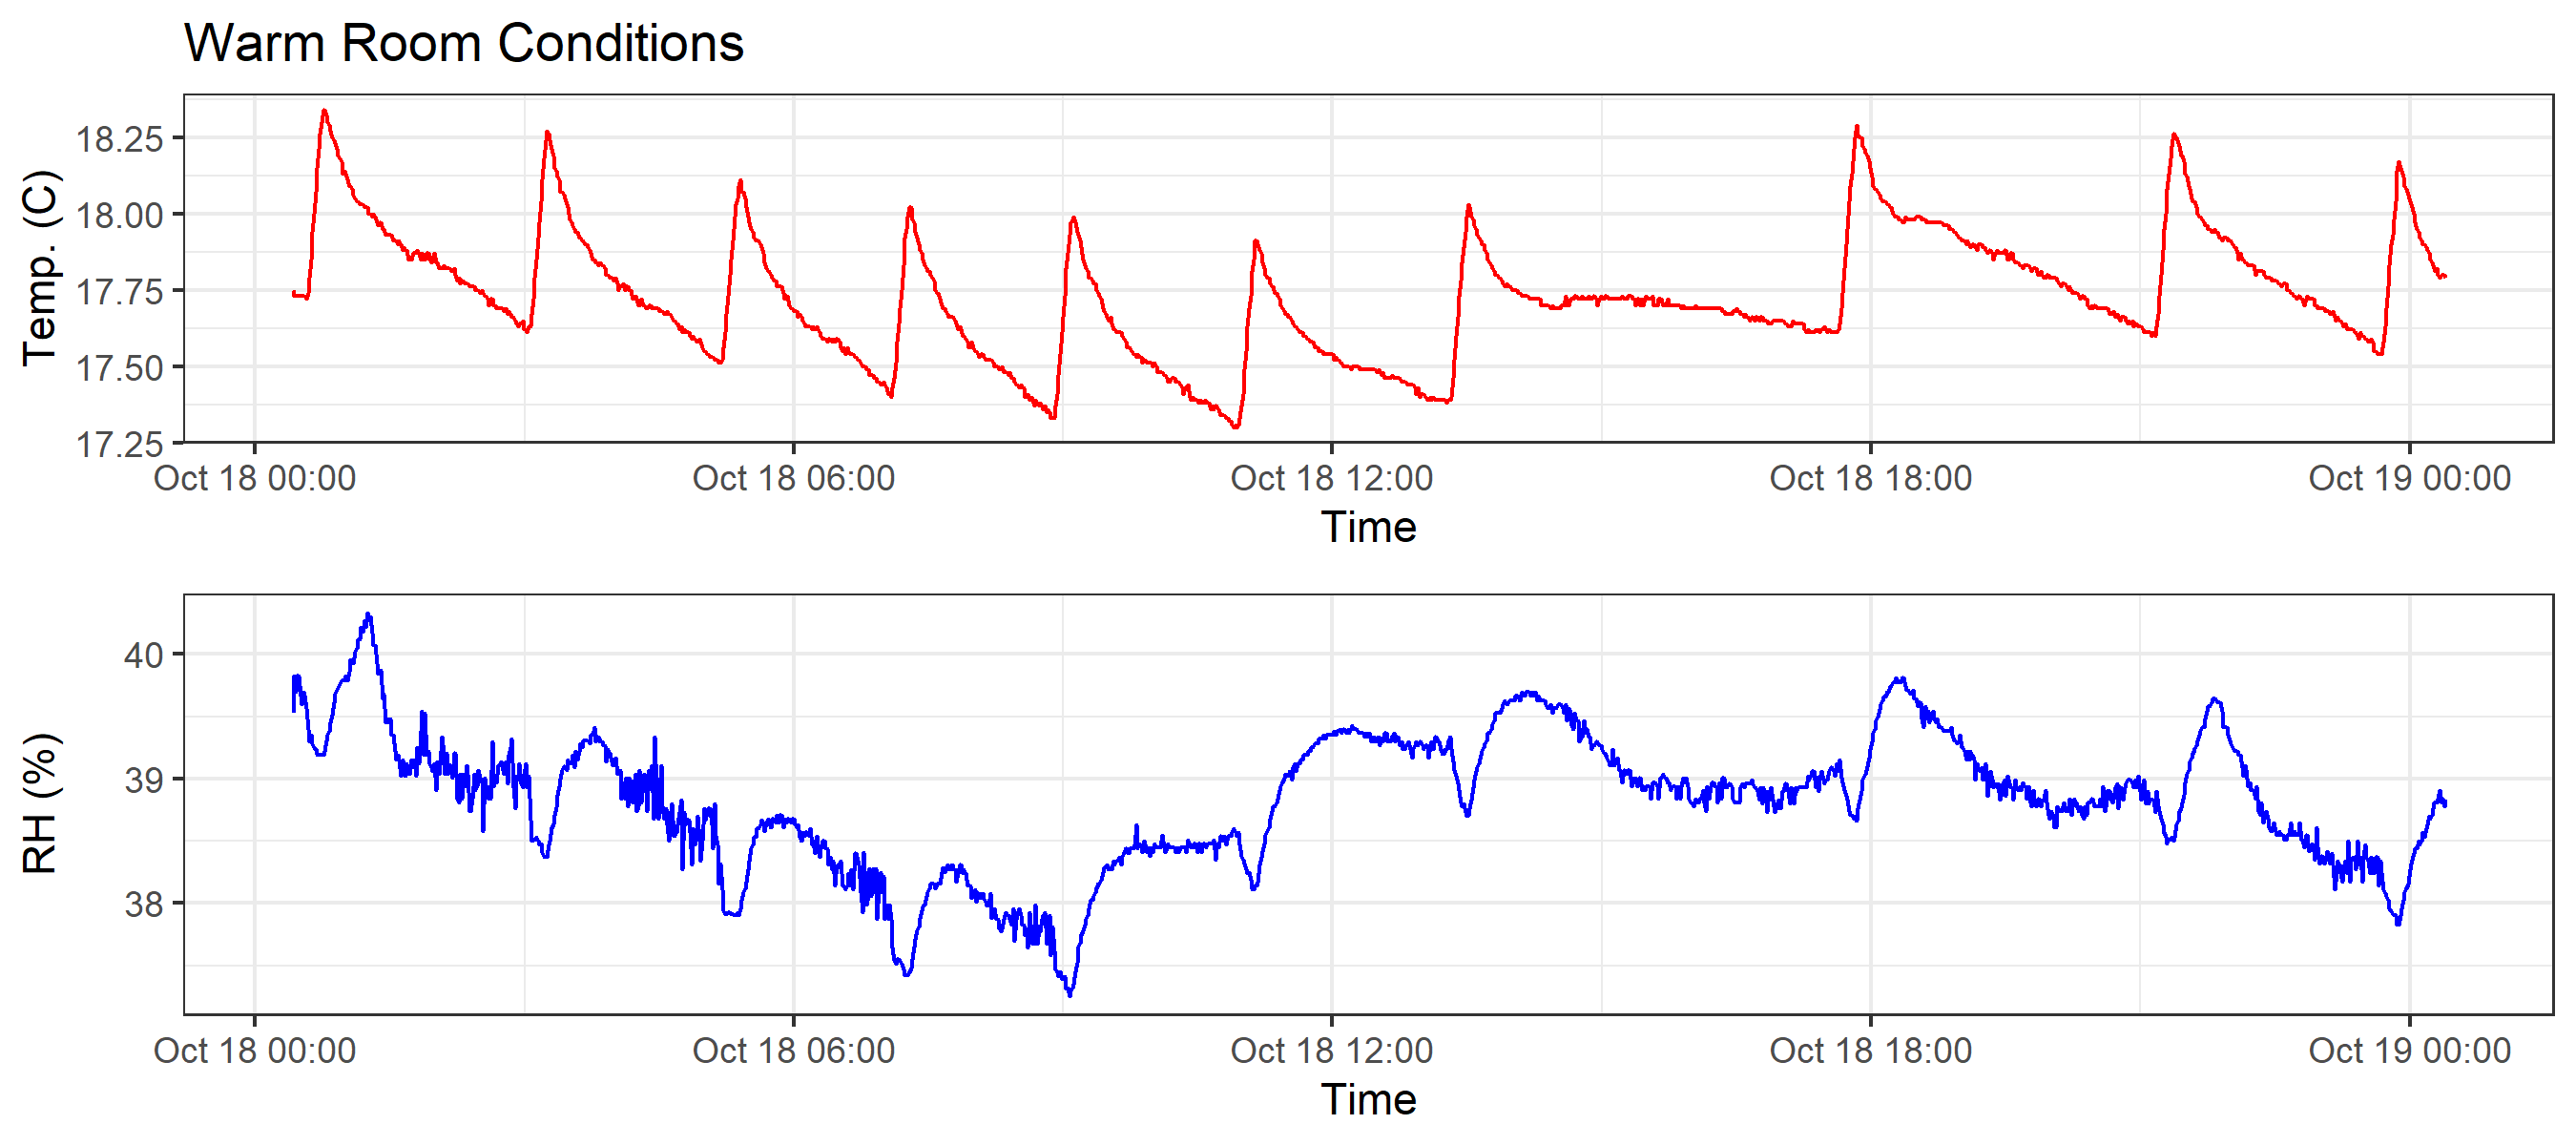 Warm Room Conditions
18.25
18.00
17.75
17.50
17.25
Temp. (C)
Oct 18 00:00 Oct 18 06:00 Oct 18 12:00 Oct 18 18:00 Oct 19 00:00
Time
40
39
38
RH (%)
Oct 18 00:00 Oct 18 06:00 Oct 18 12:00 Oct 18 18:00 Oct 19 00:00
Time